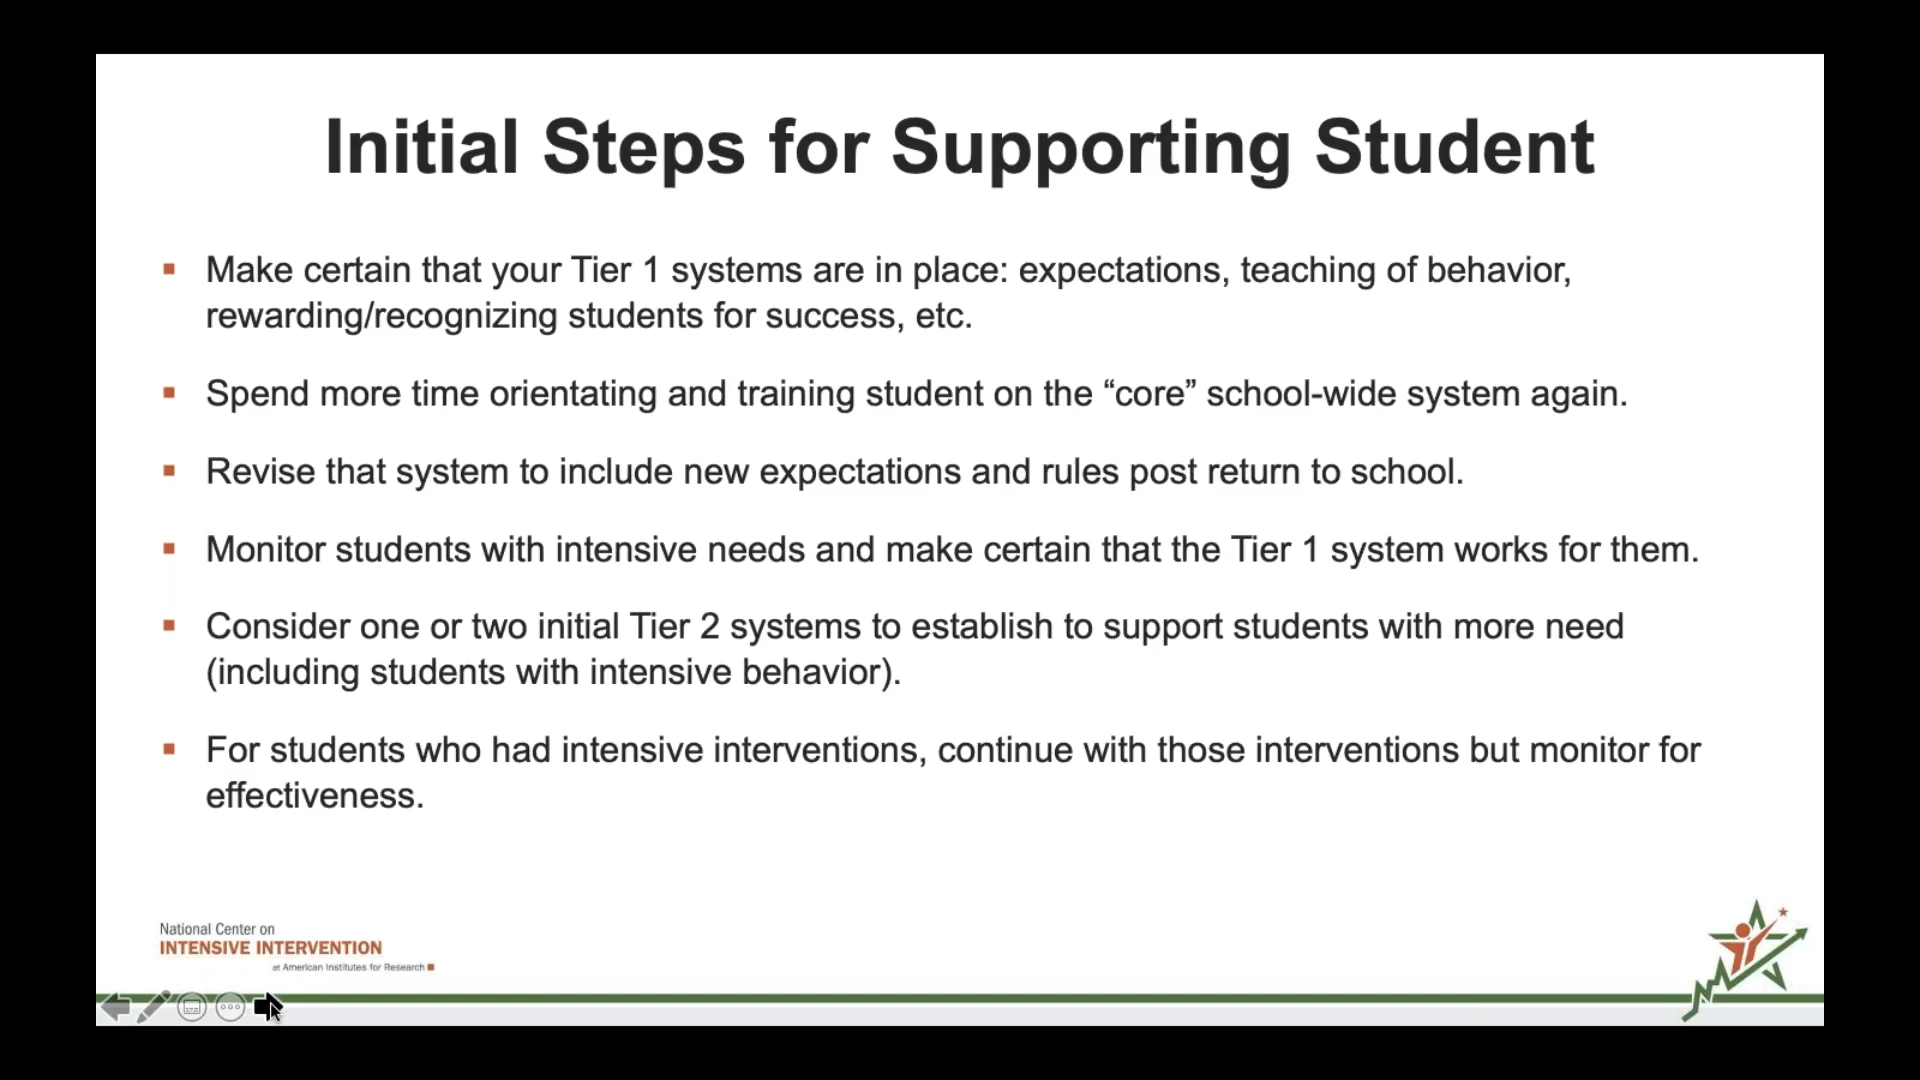 Initial Steps for Supporting Student
Make certain that your Tier 1 systems are in place: expectations, teaching of behavior,
rewarding/recognizing students for success, etc.
Spend more time orientating and training student on the “core” school-wide system again.
Revise that system to include new expectations and rules post return to school.
Monitor students with intensive needs and make certain that the Tier 1 system works for them.
Consider one or two initial Tier 2 systems to establish to support students with more need
(including students with intensive behavior).
For students who had intensive interventions, continue with those interventions but monitor for
effectiveness.
National Center on
INTENSIVE INTERVENTION
at American Institutes for Research